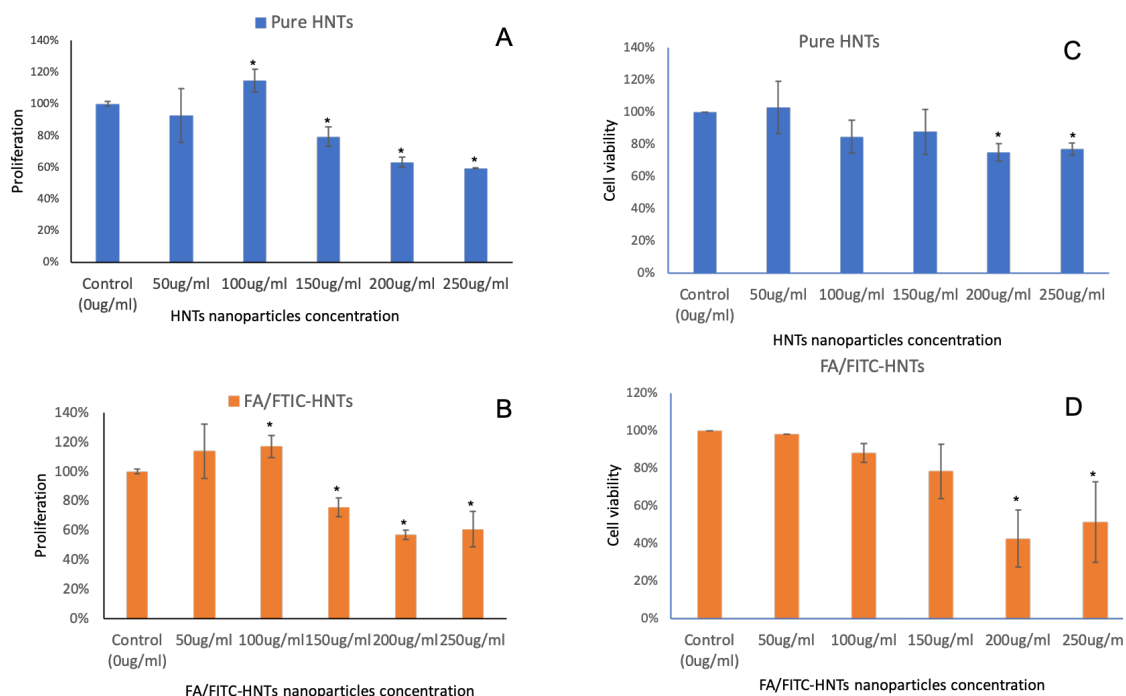 Pure HNTs
A
140%
120%
100%
80%
60%
40%
20%
0%
Proliferation
*
*
*
*
Control 50ug/ml 100ug/ml 150ug/ml 200ug/ml 250ug/ml
(0ug/ml)
HNTs nanoparticles concentration
Pure HNTs
C
140%
120%
100%
80%
60%
40%
20%
0%
Cell viability
*
*
Control 50ug/ml 100ug/ml 150ug/ml 200ug/ml 250ug/ml
(0ug/ml)
HNTs nanoparticles concentration
FA/FTIC-HNTs
B
140%
120%
100%
80%
60%
40%
20%
0%
Proliferation
*
*
*
*
Control 50ug/ml 100ug/ml 150ug/ml 200ug/ml 250ug/ml
(0ug/ml)
FA/FITC-HNTs nanoparticles concentration
FA/FITC-HNTs
D
120%
100%
80%
60%
40%
20%
0%
Cell viability
*
*
Control 50ug/ml 100ug/ml 150ug/ml 200ug/ml 250ug/m
(0ug/ml)
FA/FITC-HNTs nanoparticles concentration